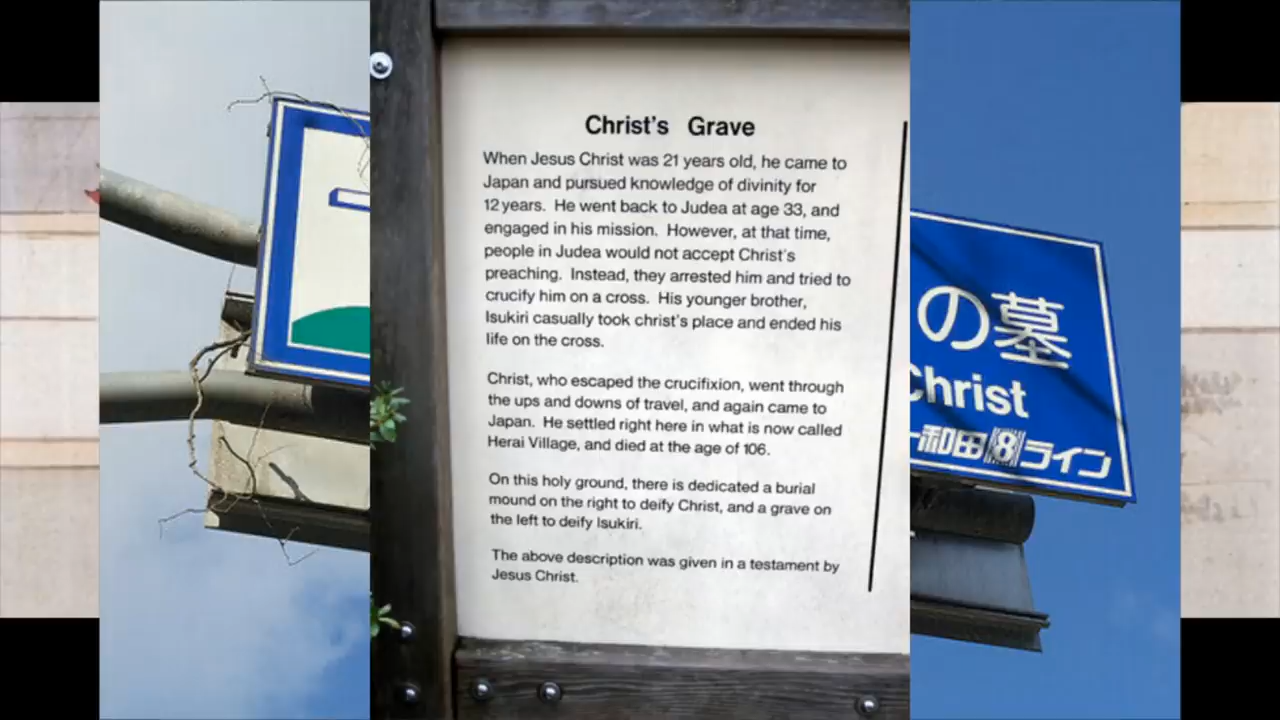 Christ's Grave
When Jesus Christ was 21 years old, he came to
Japan and pursued knowledge of divinity for
12 years. He went back to Judea at age 33, and
engaged in his mission. However, at that time,
people in Judea would not accept Christ's
preaching. Instead, they arrested him and tried to
crucify him on a cross. His younger brother,
Isukiri casually took christ's place and ended his
life on the cross.
Christ, who escaped the crucifixion, went through
the ups and downs of travel, and again came to
Japan. He settled right here in what is now called
Herai Village, and died at the age of 106.
On this holy ground, there is dedicated a burial
mound on the right to deify Christ, and a grave on
the left to deify Isukiri.
The above description was given in a testament by
Jesus Christ.
の墓
Christ
和田8ライン